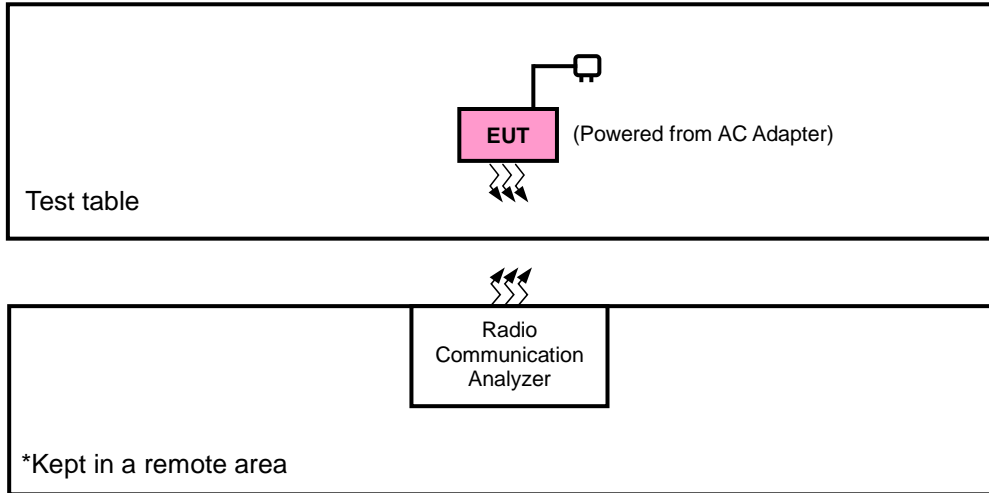 EUT
(Powered from AC Adapter)
Test table
Radio
Communication
Analyzer
*Kept in a remote area